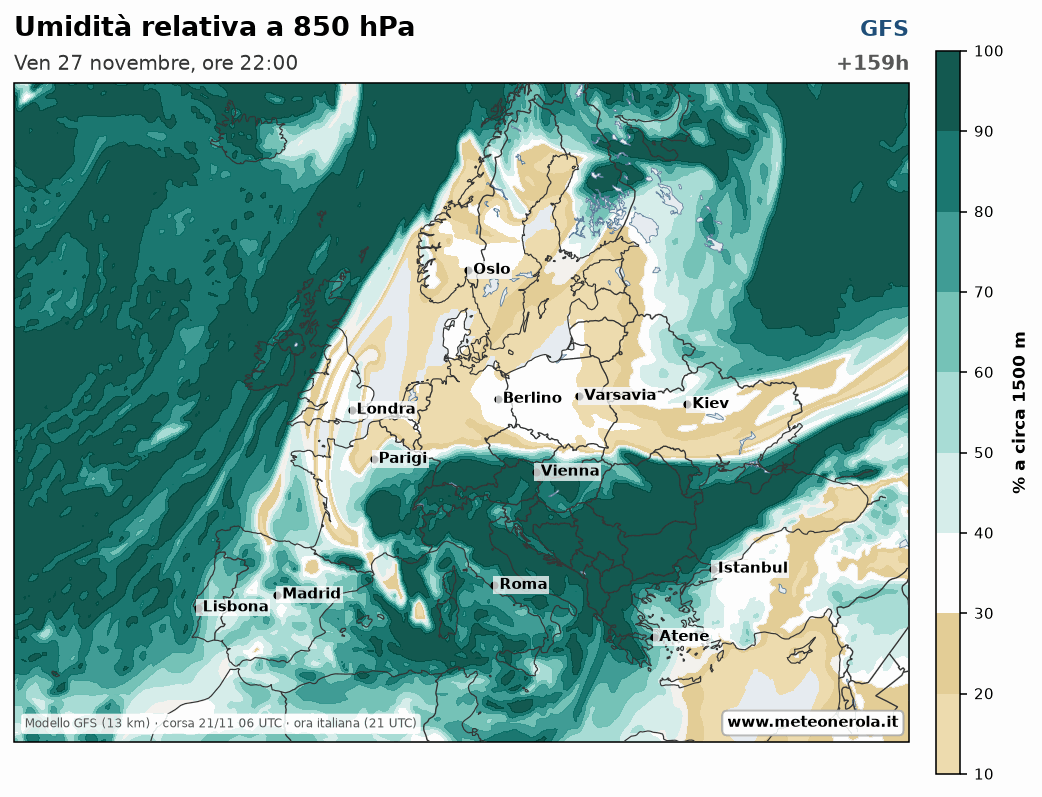 Umidità relativa a 850 hPa
GFS
Ven 27 novembre, ore 22:00
+159h
100
90
80
70
60
50
40
30
20
10
% a circa 1500 m
Oslo
Londra
Berlino
Varsavia
Kiev
Parigi
Vienna
Istanbul
Roma
Madrid
Lisbona
Atene
Modello GFS (13 km) · corsa 21/11 06 UTC · ora italiana (21 UTC)
www.meteonerola.it